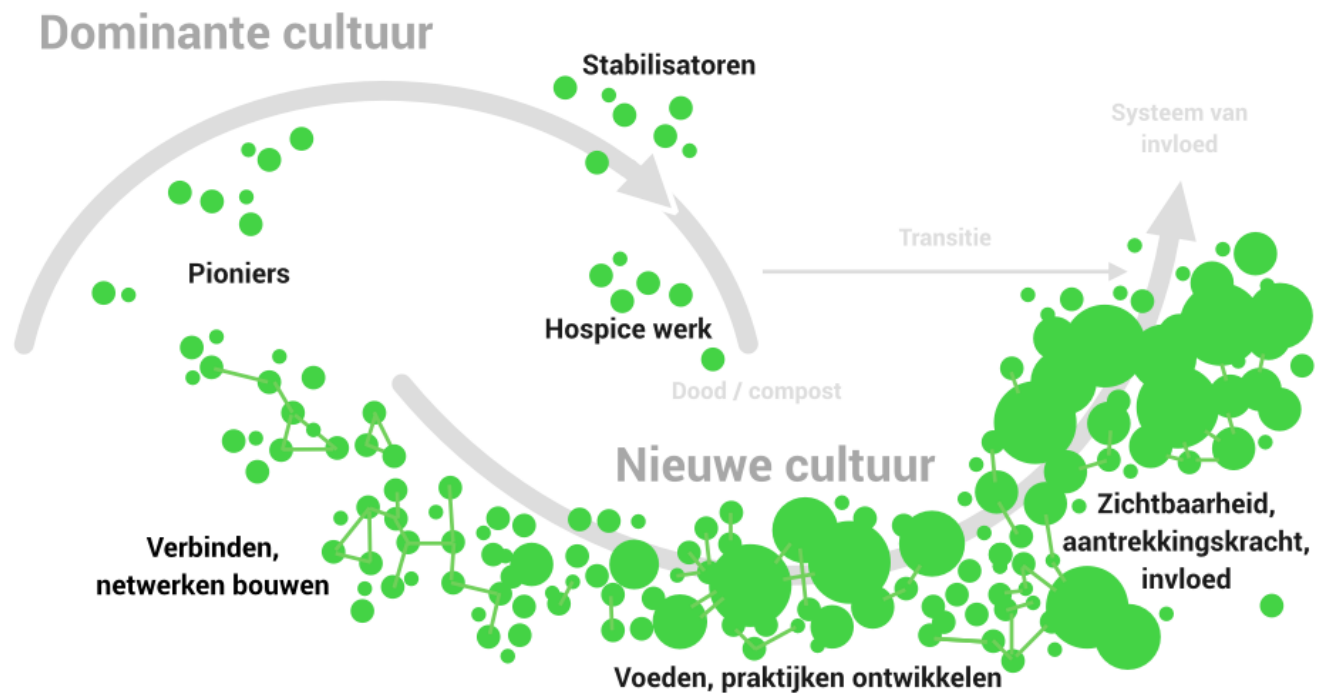 Dominante cultuur
Stabilisatoren
Systeem van
invloed
Transitie
Pioniers
Hospice werk
Dood / compost
Nieuwe cultuur
Zichtbaarheid,
aantrekkingskracht,
invloed
Verbinden,
netwerken bouwen
Voeden, praktijken ontwikkelen